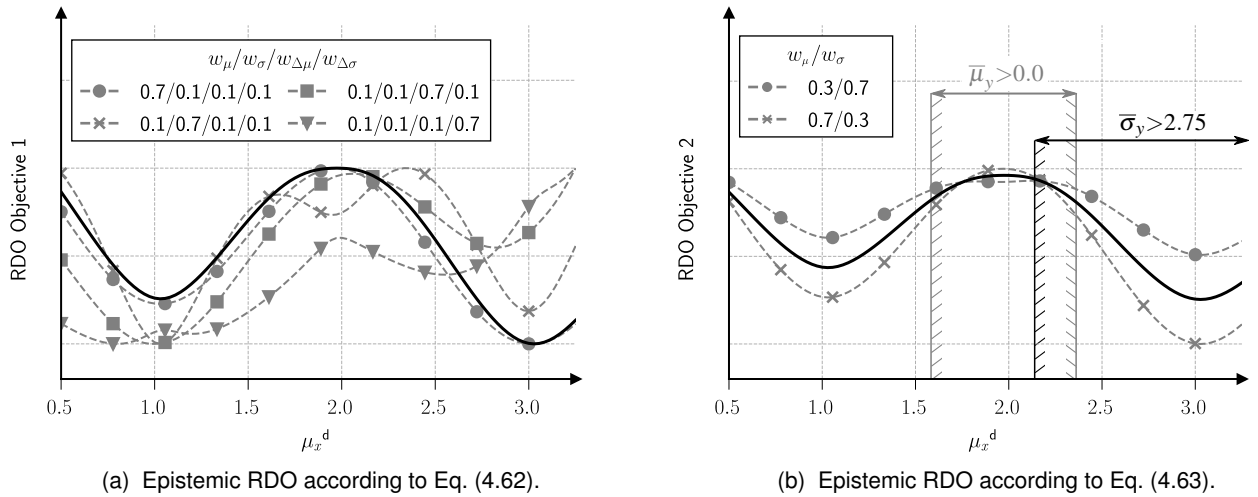 w_μ/w_σ/w_Δμ/w_Δσ
0.7/0.1/0.1/0.1
0.1/0.1/0.7/0.1
0.1/0.7/0.1/0.1
0.1/0.1/0.1/0.7
RDO Objective 1
0.5 1.0 1.5 2.0 2.5 3.0
μ_x^d
(a) Epistemic RDO according to Eq. (4.62).
w_μ/w_σ
0.3/0.7
0.7/0.3
μ̅_y>0.0
σ̅_y>2.75
RDO Objective 2
0.5 1.0 1.5 2.0 2.5 3.0
μ_x^d
(b) Epistemic RDO according to Eq. (4.63).